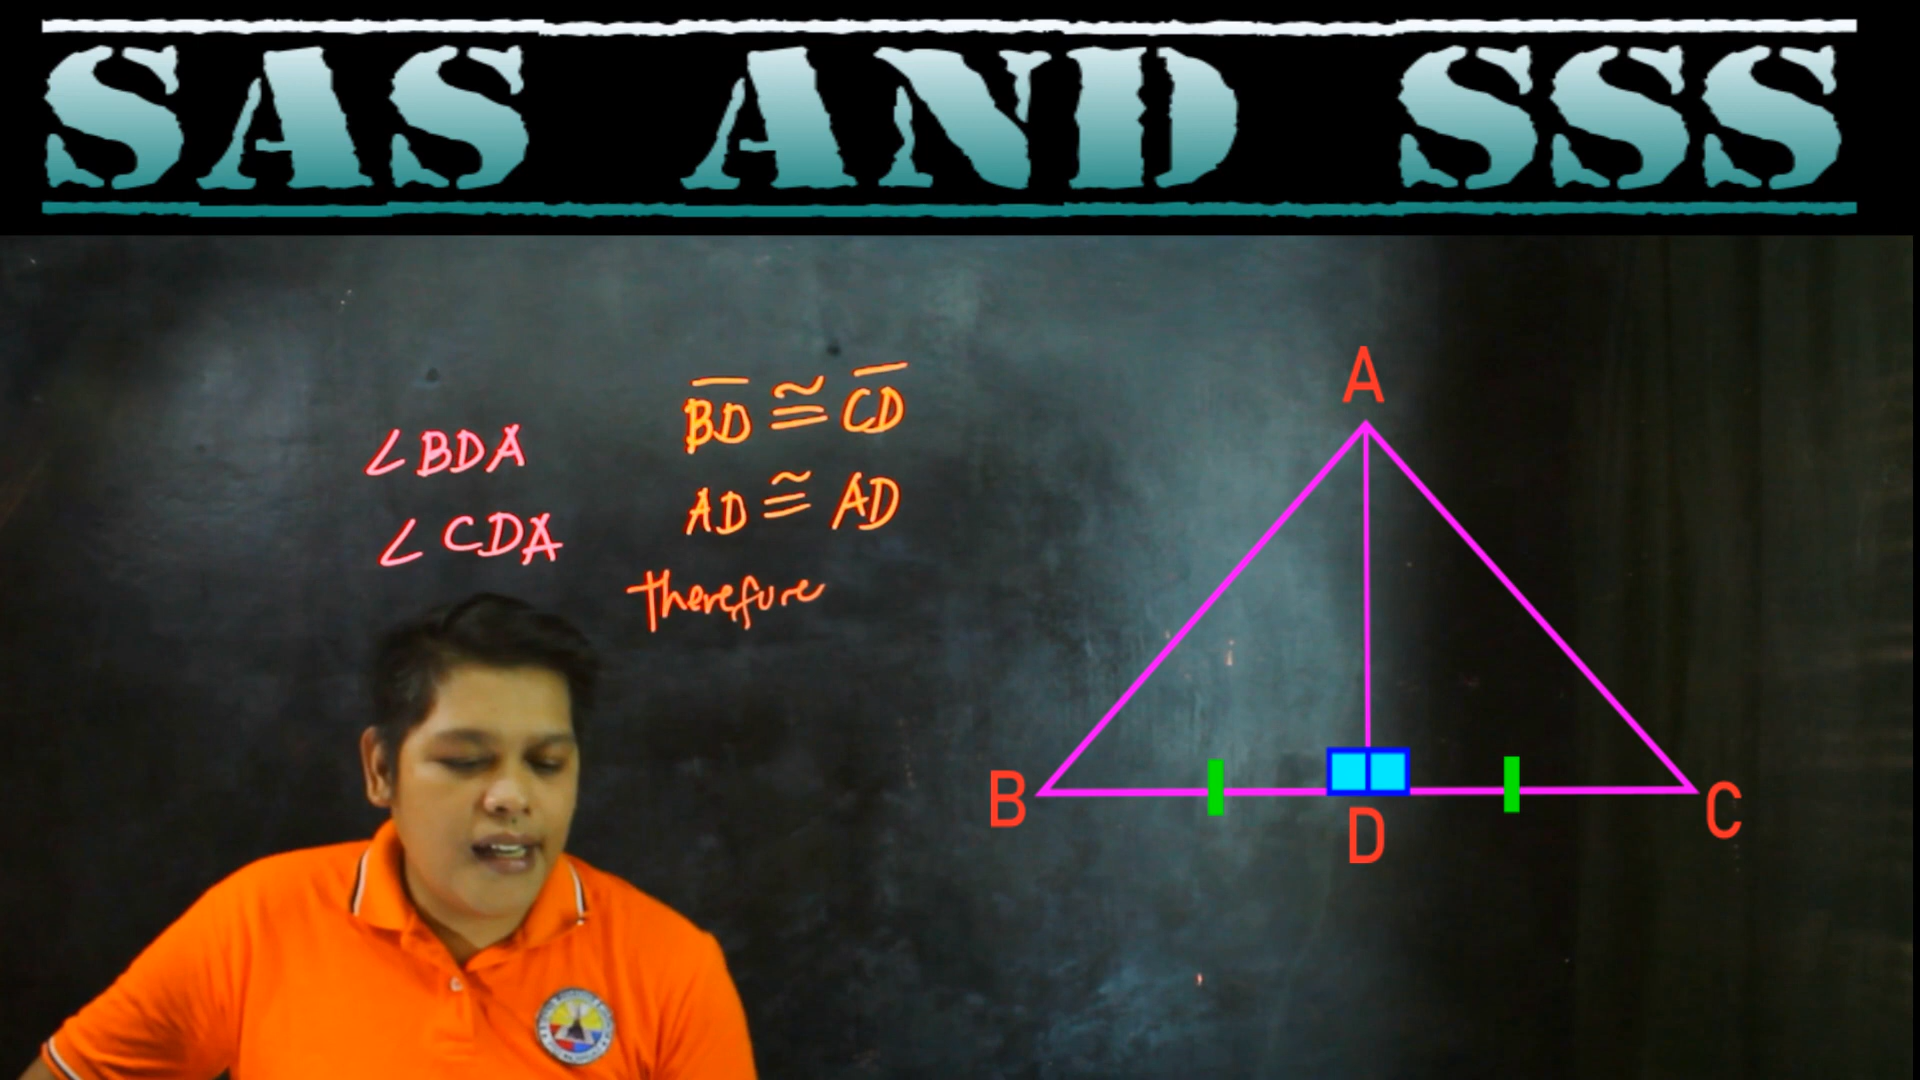 SAS AND SSS
∠BDA
∠CDA
B̅D̅ ≅ C̅D̅
AD ≅ AD
therefore
A
B
D
C